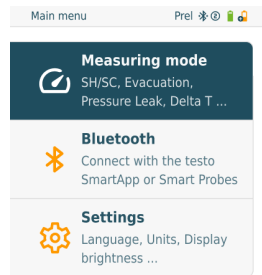 Main menu Prel
Measuring mode
SH/SC, Evacuation,
Pressure Leak, Delta T ...
Bluetooth
Connect with the testo
SmartApp or Smart Probes
Settings
Language, Units, Display
brightness ...